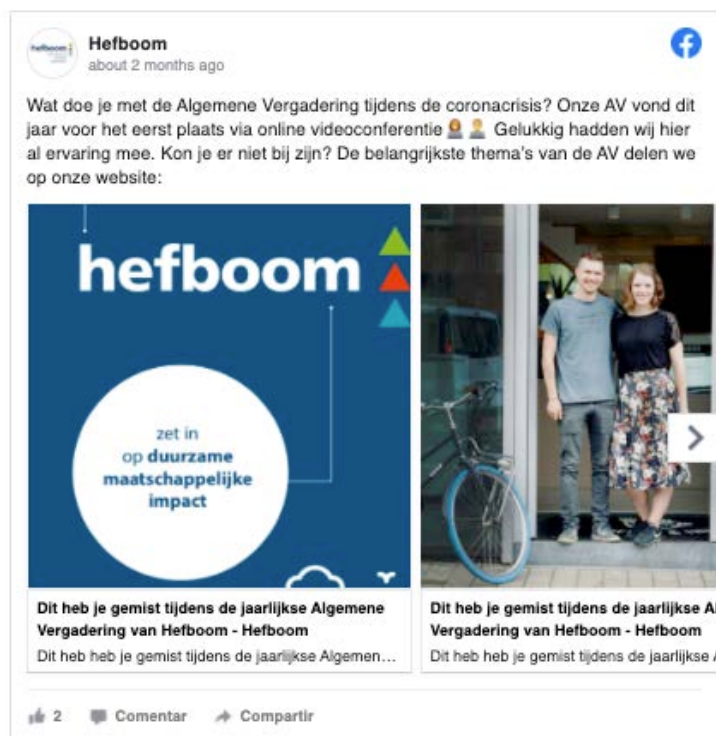 hefboom
Hefboom
about 2 months ago
Wat doe je met de Algemene Vergadering tijdens de coronacrisis? Onze AV vond dit
jaar voor het eerst plaats via online videoconferentie 👩‍🦰👱 Gelukkig hadden wij hier
al ervaring mee. Kon je er niet bij zijn? De belangrijkste thema's van de AV delen we
op onze website:
hefboom
zet in
op duurzame
maatschappelijke
impact
Dit heb je gemist tijdens de jaarlijkse Algemene
Vergadering van Hefboom - Hefboom
Dit heb heb je gemist tijdens de jaarlijkse Algemen...
Dit heb je gemist tijdens de jaarlijkse Al
Vergadering van Hefboom - Hefboom
Dit heb heb je gemist tijdens de jaarlijkse A
2 Comentar Compartir